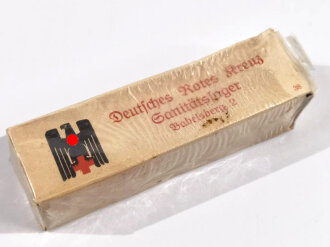 Deutsches Rotes Kreuz
Sanitätslager
Babelsberg 2